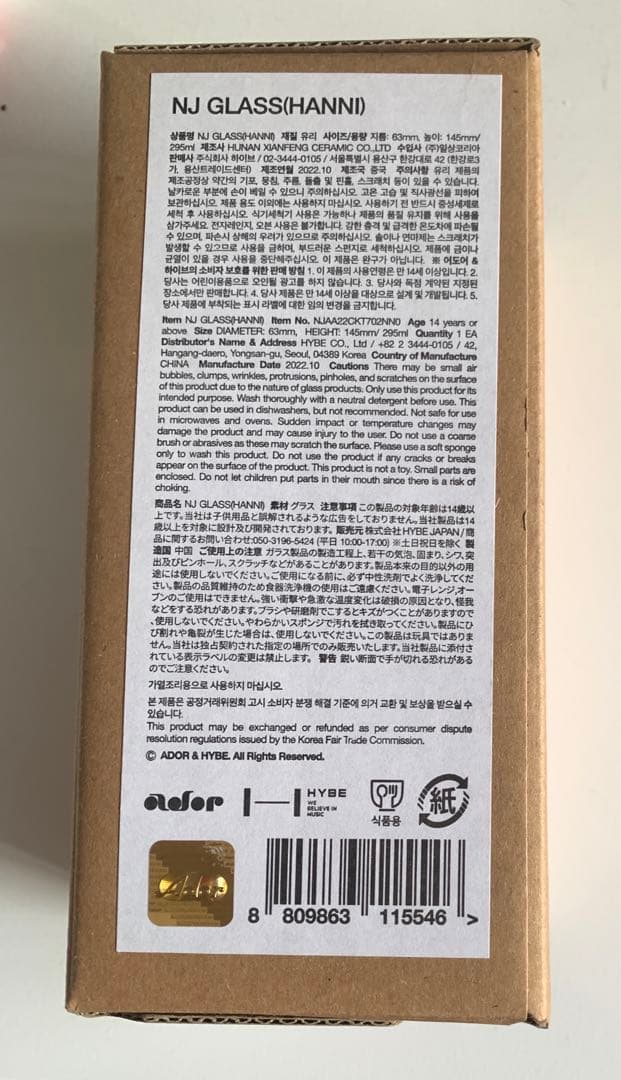 NJ GLASS(HANNI)
상품명 NJ GLASS(HANNI) 재질 유리 사이즈/용량 지름: 63mm, 높이: 145mm/
295ml 제조사 HUNAN XIANFENG CERAMIC CO.,LTD 수입사 (주)일상코리아
판매사 주식회사 하이브 / 02-3444-0105 / 서울특별시 용산구 한강대로 42 (한강로3
가, 용산트레이드센터) 제조연월 2022.10 제조국 중국 주의사항 유리 제품의
제조공정상 약간의 기포, 뭉침, 주름, 돌출 및 핀홀, 스크래치 등이 있을 수 있습니다.
날카로운 부분에 손이 베일 수 있으니 주의하십시오. 고온 고습 및 직사광선을 피하여
보관하십시오. 제품 용도 이외에는 사용하지 마십시오. 사용하기 전 반드시 중성세제로
세척 후 사용하십시오. 식기세척기 사용은 가능하나 제품의 품질 유지를 위해 사용을
삼가주세요. 전자레인지, 오븐 사용은 불가합니다. 강한 충격 및 급격한 온도차에 파손될
수 있으며, 파손시 상해의 우려가 있으므로 주의하십시오. 솔이나 연마제는 스크래치가
발생할 수 있으므로 사용을 금하며, 부드러운 스펀지로 세척하십시오. 제품에 금이나
균열이 있을 경우 사용을 중단해주십시오. 이 제품은 완구가 아닙니다. ※ 어도어 &
하이브의 소비자 보호를 위한 판매 방침 1. 이 제품의 사용연령은 만 14세 이상입니다. 2.
당사는 어린이용품으로 오인될 광고를 하지 않습니다. 3. 당사와 독점 계약된 지정된
장소에서만 판매합니다. 4. 당사 제품은 만 14세 이상을 대상으로 설계 및 개발됩니다. 5.
당사 제품에 부착되는 표시 라벨에 대한 임의 변경을 금지합니다.
Item NJ GLASS(HANNI) Item No. NJAA22CKT702NN0 Age 14 years or
above Size DIAMETER: 63mm, HEIGHT: 145mm/ 295ml Quantity 1 EA
Distributor's Name & Address HYBE CO., Ltd / +82 2 3444-0105 / 42,
Hangang-daero, Yongsan-gu, Seoul, 04389 Korea Country of Manufacture
CHINA Manufacture Date 2022.10 Cautions There may be small air
bubbles, clumps, wrinkles, protrusions, pinholes, and scratches on the surface
of this product due to the nature of glass products. Only use this product for its
intended purpose. Wash thoroughly with a neutral detergent before use. This
product can be used in dishwashers, but not recommended. Not safe for use
in microwaves and ovens. Sudden impact or temperature changes may
damage the product and may cause injury to the user. Do not use a coarse
brush or abrasives as these may scratch the surface. Please use a soft sponge
only to wash this product. Do not use the product if any cracks or breaks
appear on the surface of the product. This product is not a toy. Small parts are
enclosed. Do not let children put parts in their mouth since there is a risk of
choking.
商品名 NJ GLASS(HANNI) 素材 グラス 注意事項 この製品の対象年齢は14歳以
上です。当社は子供用品と誤解されるような広告をしておりません。当社製品は14
歳以上を対象に設計及び開発されております。 販売元 株式会社HYBE JAPAN / 商
品に関するお問い合わせ:050-3196-5424 (平日 10:00-17:00) ※土日祝日を除く 製
造国 中国 ご使用上の注意 ガラス製品の製造工程上、若干の気泡、固まり、シワ、突
出及びピンホール、スクラッチなどがあることがあります。製品本来の目的以外の用
途には使用しないでください。ご使用になる前に、必ず中性洗剤でよく洗浄してくだ
さい。製品の品質維持のため食器洗浄機の使用はご遠慮ください。電子レンジ,オー
ブンのご使用はできません。強い衝撃や急激な温度変化は破損の原因となり、怪我
などをする恐れがあります。ブラシや研磨剤でこするとキズがつくことがありますので
、使用しないでください。やわらかいスポンジで汚れを拭き取ってください。製品にひ
び割れや亀裂が生じた場合は、使用しないでください。この製品は玩具ではありませ
ん。当社は独占契約された指定の場所でのみ販売いたします。当社製品に添付さ
れている表示ラベルの変更は禁止します。 警告 鋭い断面で手が切れる恐れがある
のでご注意ください。
가열조리용으로 사용하지 마십시오.
본 제품은 공정거래위원회 고시 소비자 분쟁 해결 기준에 의거 교환 및 보상을 받으실 수
있습니다.
This product may be exchanged or refunded as per consumer dispute
resolution regulations issued by the Korea Fair Trade Commission.
© ADOR & HYBE. All Rights Reserved.
ador HYBE
WE
BELIEVE IN
MUSIC
식품용
紙
Ador
8 809863 115546 >